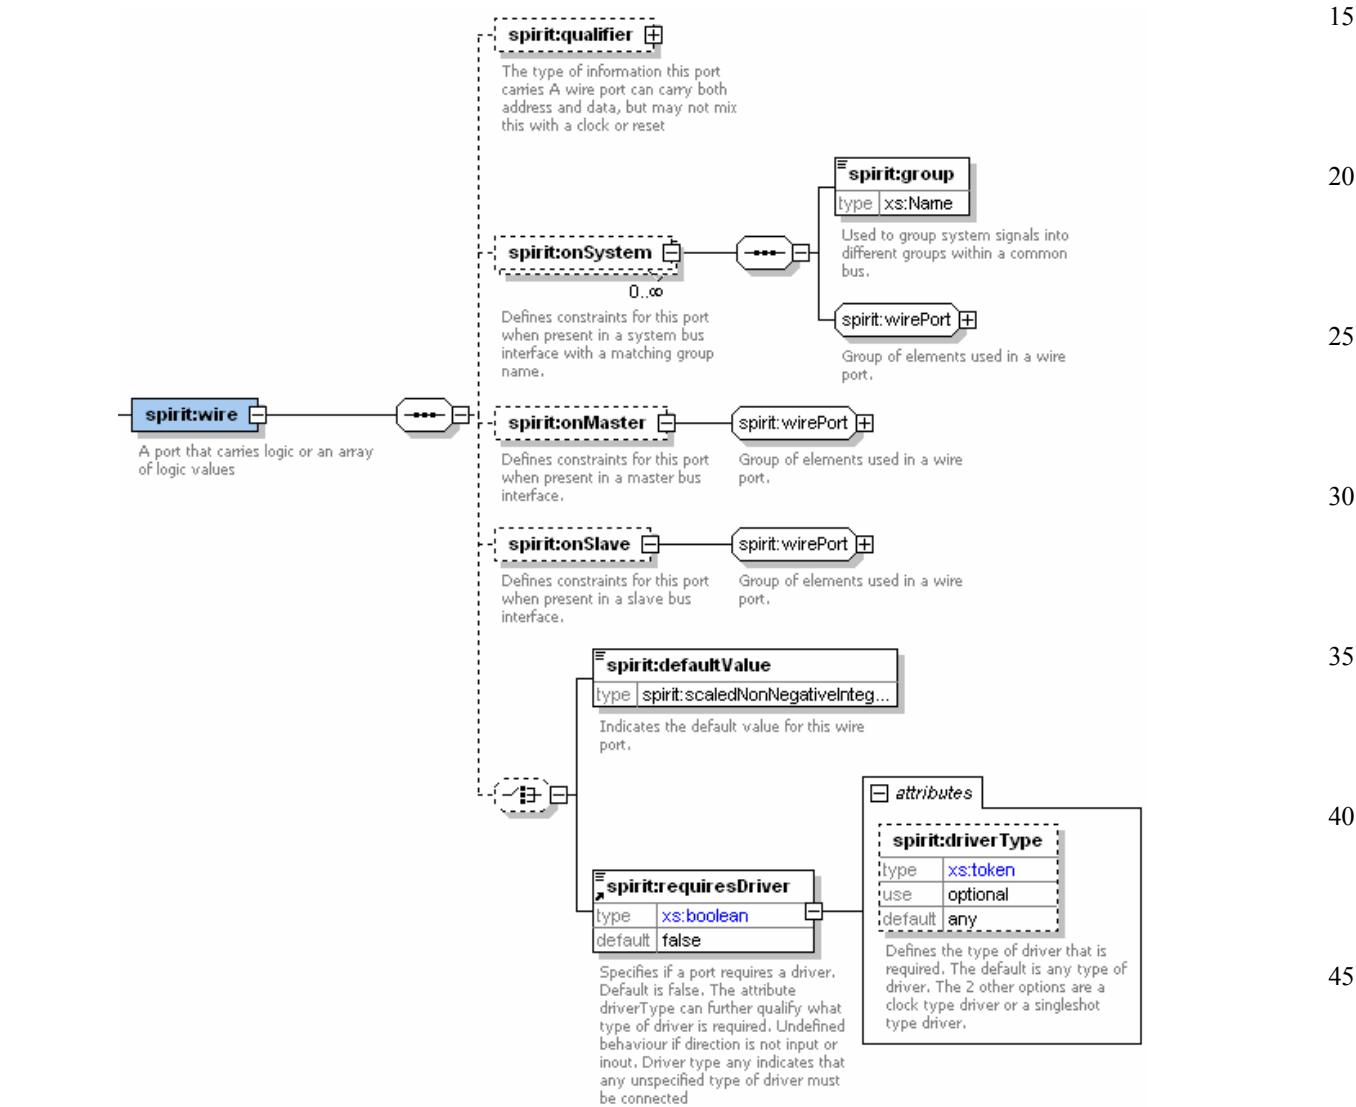 15
spirit:qualifier
The type of information this port
carries A wire port can carry both
address and data, but may not mix
this with a clock or reset
spirit:group
type xs:Name
20
Used to group system signals into
different groups within a common
bus.
spirit:onSystem
0..∞
Defines constraints for this port
when present in a system bus
interface with a matching group
name.
spirit:wirePort
25
Group of elements used in a wire
port.
spirit:wire
A port that carries logic or an array
of logic values
spirit:onMaster
Defines constraints for this port
when present in a master bus
interface.
spirit:wirePort
Group of elements used in a wire
port.
30
spirit:onSlave
Defines constraints for this port
when present in a slave bus
interface.
spirit:wirePort
Group of elements used in a wire
port.
spirit:defaultValue
type spirit:scaledNonNegativeInteg...
35
Indicates the default value for this wire
port.
attributes
40
spirit:driverType
type xs:token
use optional
default any
Defines the type of driver that is
required. The default is any type of
driver. The 2 other options are a
clock type driver or a singleshot
type driver.
spirit:requiresDriver
type xs:boolean
default false
45
Specifies if a port requires a driver.
Default is false. The attribute
driverType can further qualify what
type of driver is required. Undefined
behaviour if direction is not input or
inout. Driver type any indicates that
any unspecified type of driver must
be connected